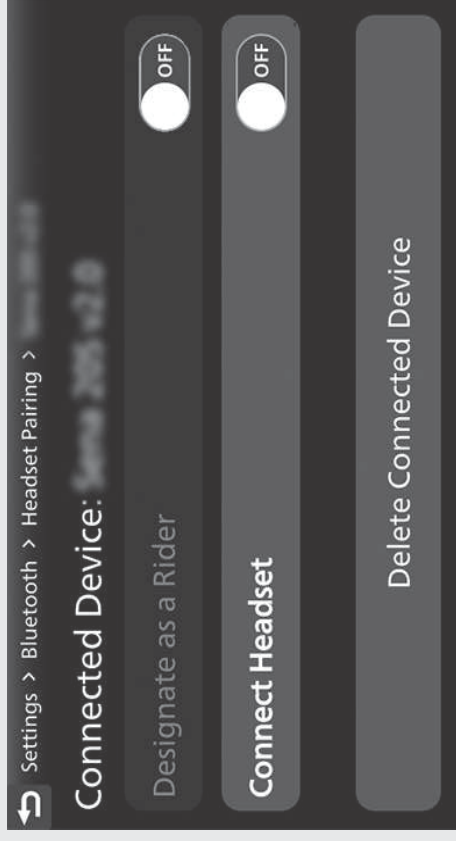 Settings > Bluetooth > Headset Pairing >
Connected Device:
Designate as a Rider
OFF
Connect Headset
OFF
Delete Connected Device